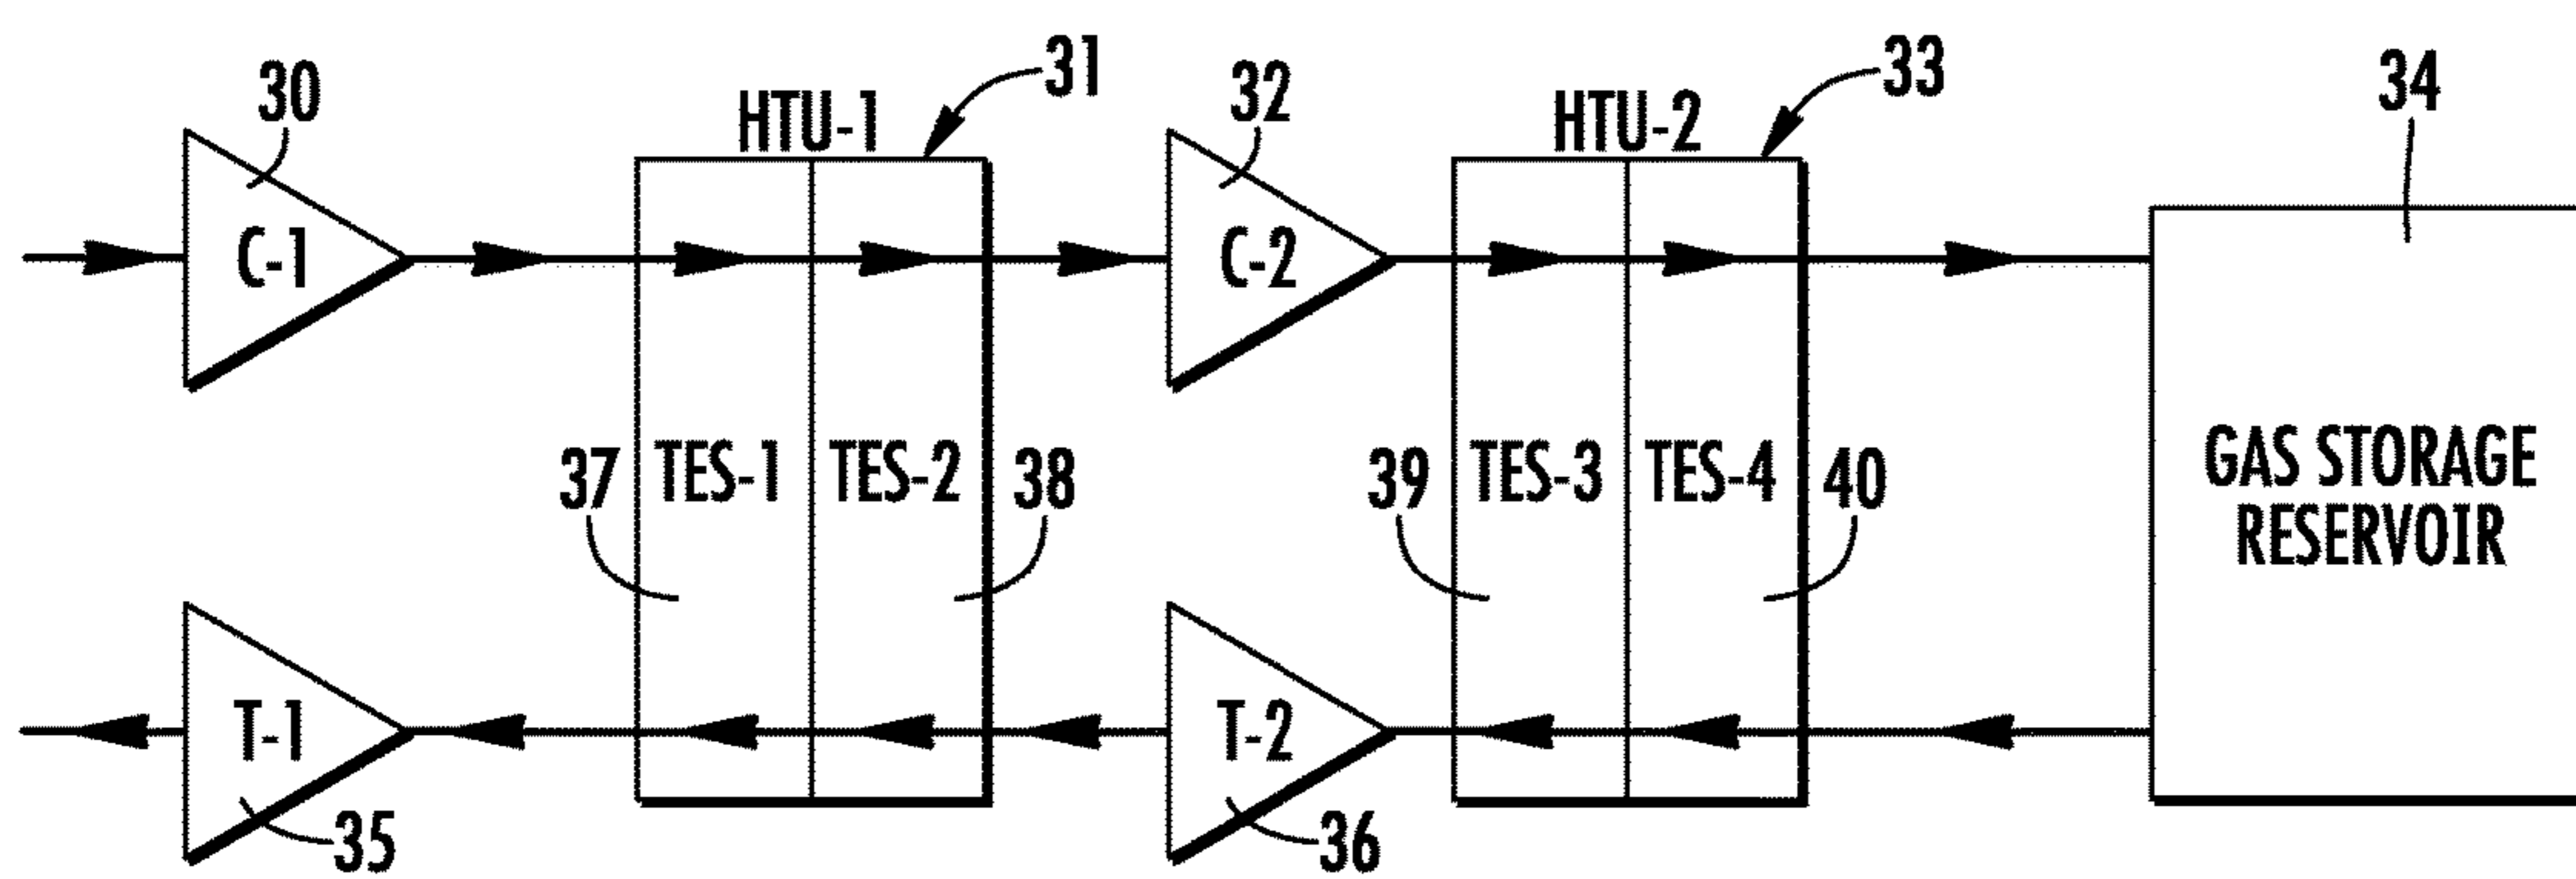 30
HTU-1
31
32
HTU-2
33
34
C-1
C-2
37
TES-1
TES-2
38
39
TES-3
TES-4
40
GAS STORAGE
RESERVOIR
T-1
T-2
35
36